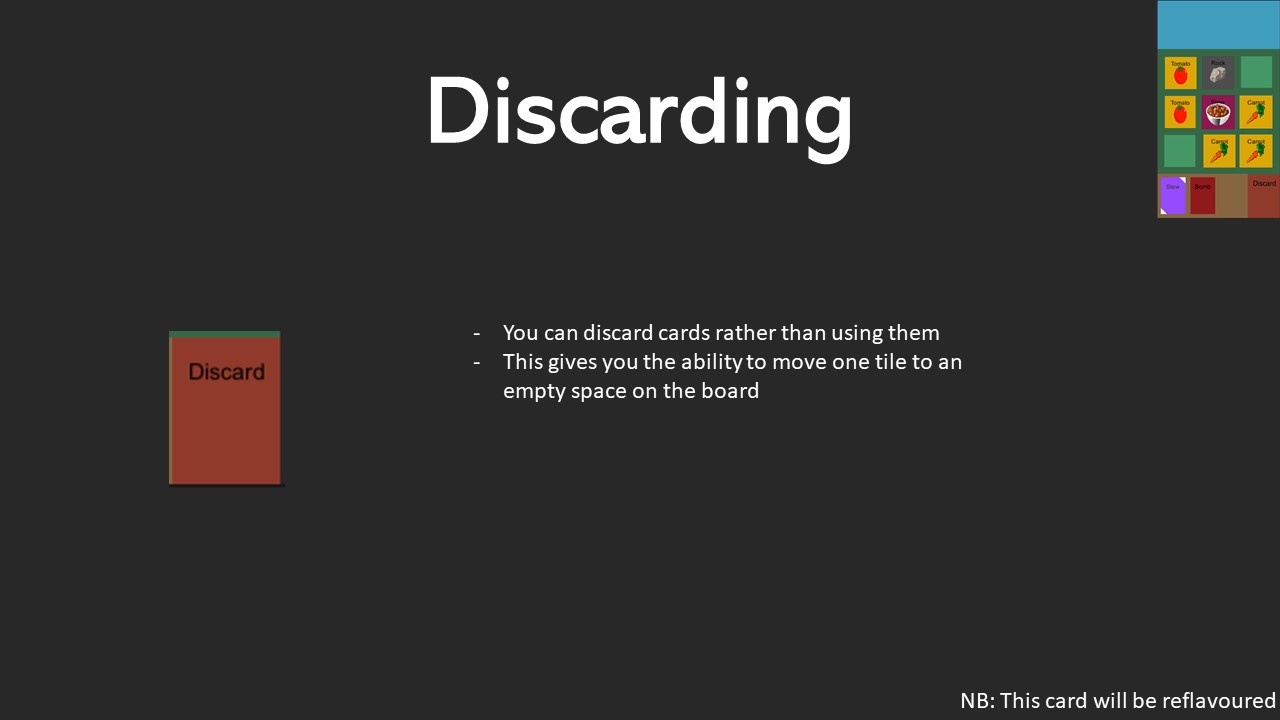 Discarding
Tomato
Rock
Tomato
Carrot
Carrot
Carrot
Bomb
Discard
Discard
- You can discard cards rather than using them
- This gives you the ability to move one tile to an
empty space on the board
NB: This card will be reflavoured